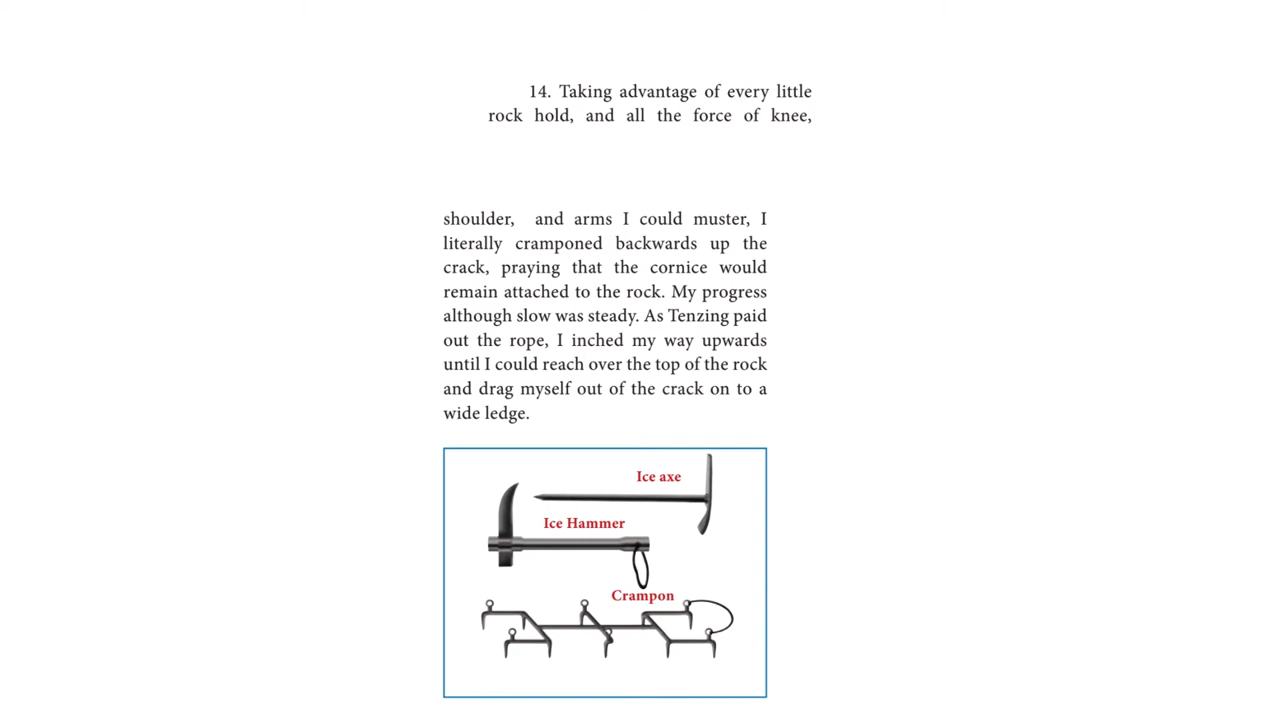 14. Taking advantage of every little
rock hold, and all the force of knee,
shoulder, and arms I could muster, I
literally cramponed backwards up the
crack, praying that the cornice would
remain attached to the rock. My progress
although slow was steady. As Tenzing paid
out the rope, I inched my way upwards
until I could reach over the top of the rock
and drag myself out of the crack on to a
wide ledge.
Ice axe
Ice Hammer
Crampon